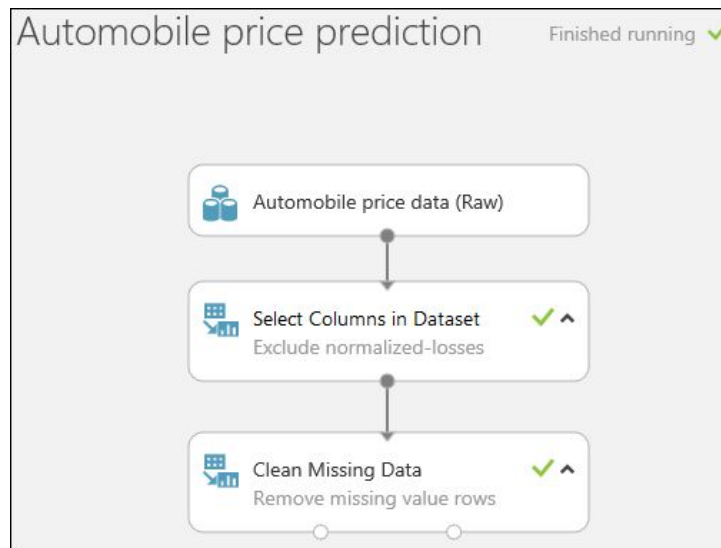 Automobile price prediction
Finished running
Automobile price data (Raw)
Select Columns in Dataset
Exclude normalized-losses
Clean Missing Data
Remove missing value rows